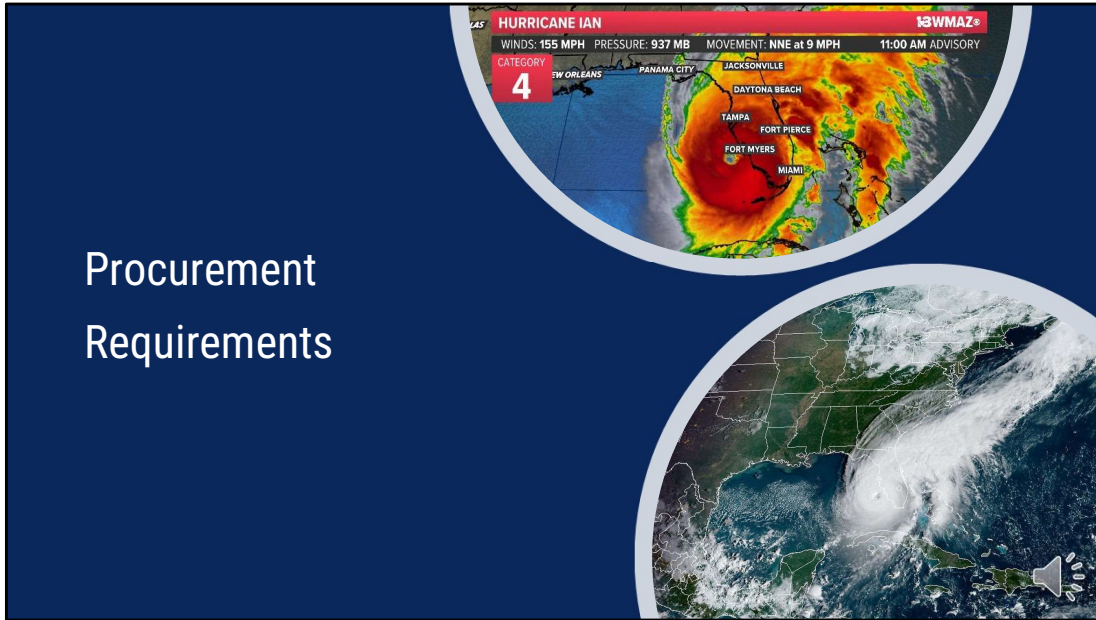 Procurement
Requirements
HURRICANE IAN
13WMAZ®
WINDS: 155 MPH PRESSURE: 937 MB MOVEMENT: NNE at 9 MPH 11:00 AM ADVISORY
CATEGORY
4
EW ORLEANS
PANAMA CITY
JACKSONVILLE
DAYTONA BEACH
TAMPA
FORT PIERCE
FORT MYERS
MIAMI